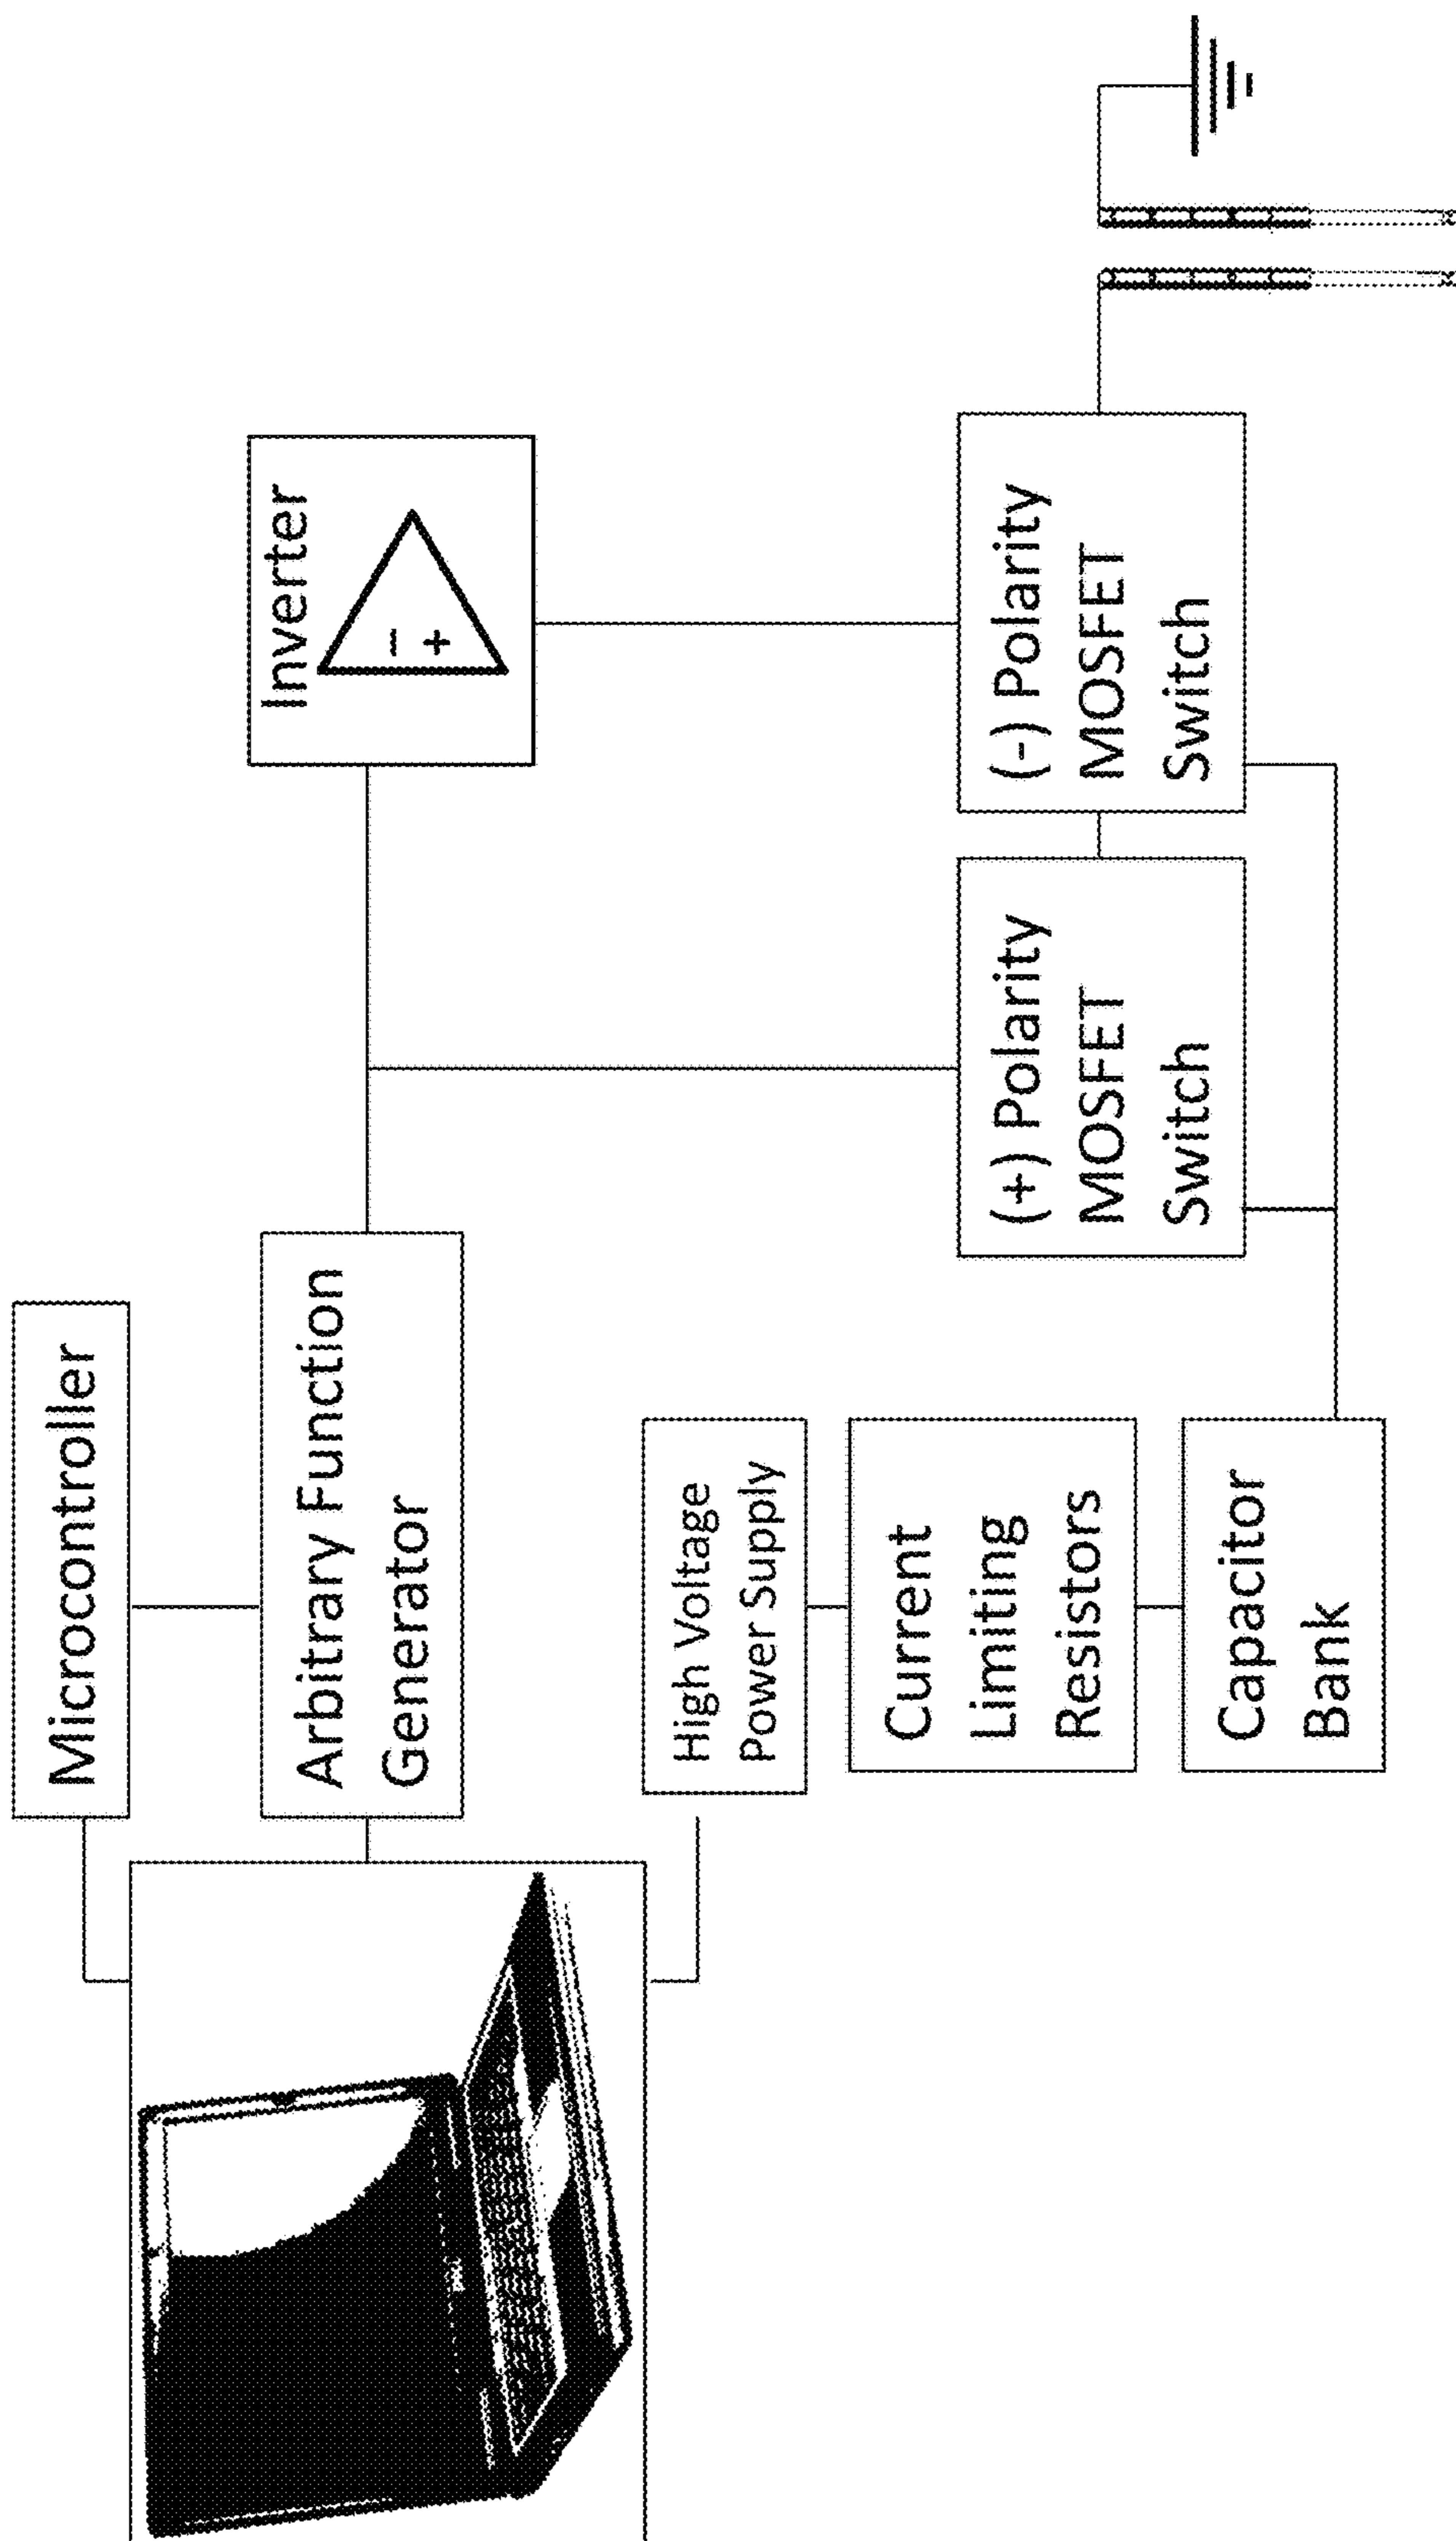 Microcontroller
Arbitrary Function
Generator
High Voltage
Power Supply
Current
Limiting
Resistors
Capacitor
Bank
Inverter
−
+
(+) Polarity
MOSFET
Switch
(-) Polarity
MOSFET
Switch